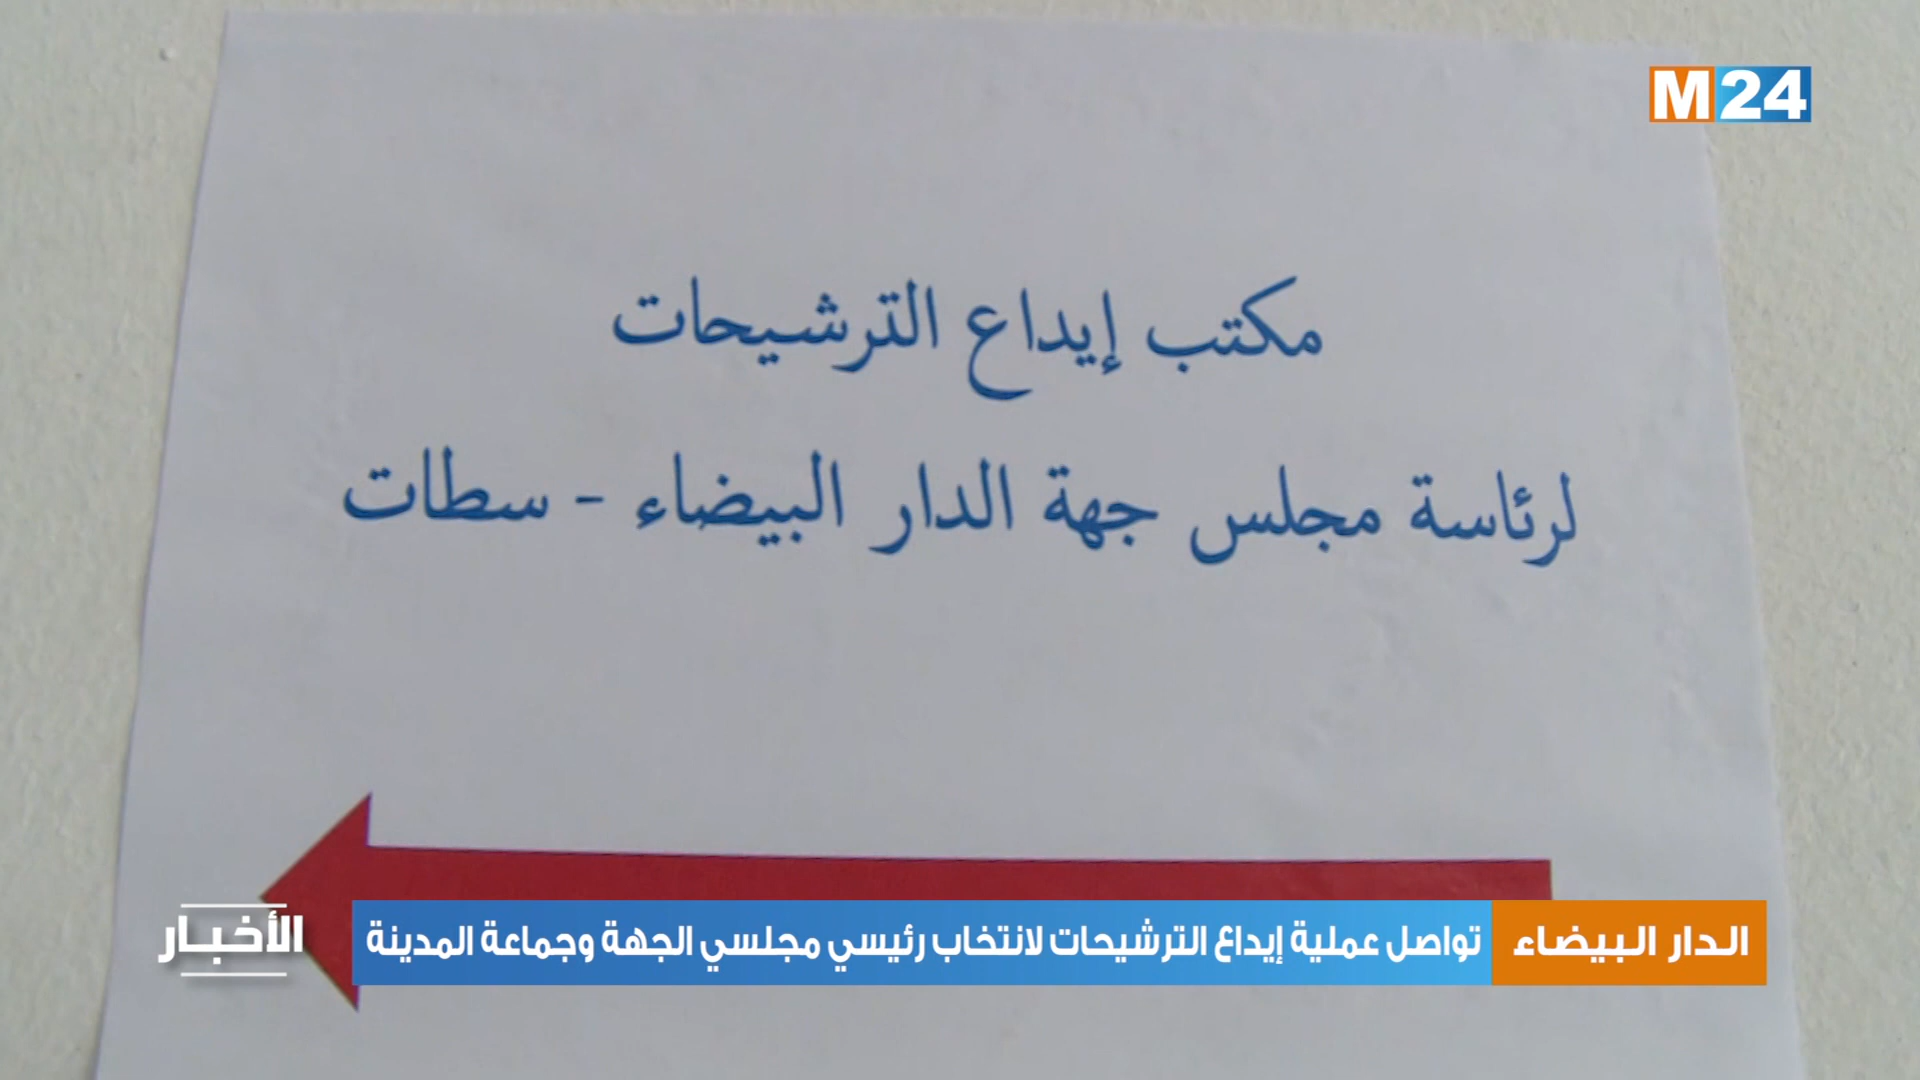 M24
مكتب إيداع الترشيحات
لرئاسة مجلس جهة الدار البيضاء - سطات
الدار البيضاء
تواصل عملية إيداع الترشيحات لانتخاب رئيسي مجلسي الجهة وجماعة المدينة
الأخبار